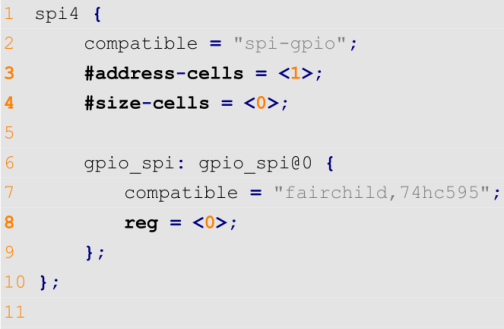 1 spi4 {
2 compatible = "spi-gpio";
3 #address-cells = <1>;
4 #size-cells = <0>;
5
6 gpio_spi: gpio_spi@0 {
7 compatible = "fairchild,74hc595";
8 reg = <0>;
9 };
10 };
11